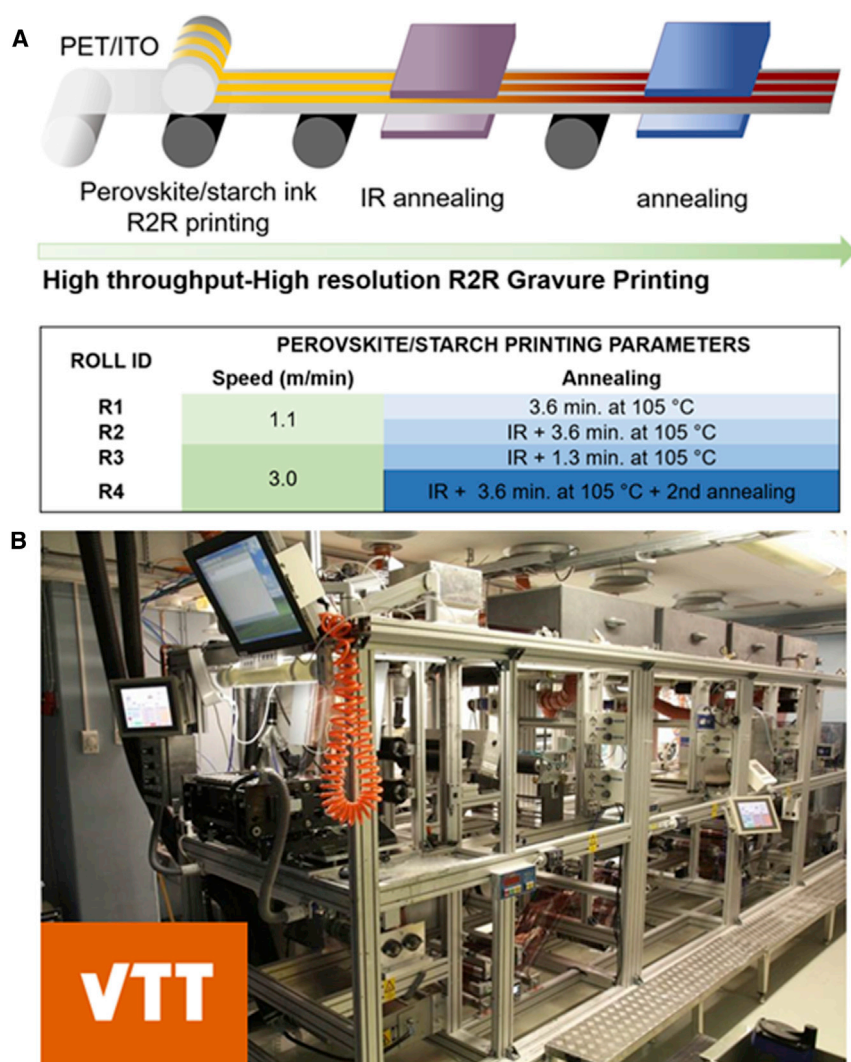 A
PET/ITO
Perovskite/starch ink
R2R printing
IR annealing
annealing
High throughput-High resolution R2R Gravure Printing
ROLL ID
PEROVSKITE/STARCH PRINTING PARAMETERS
Speed (m/min)
Annealing
R1
1.1
3.6 min. at 105 °C
R2
IR + 3.6 min. at 105 °C
R3
3.0
IR + 1.3 min. at 105 °C
R4
IR + 3.6 min. at 105 °C + 2nd annealing
B
VTT